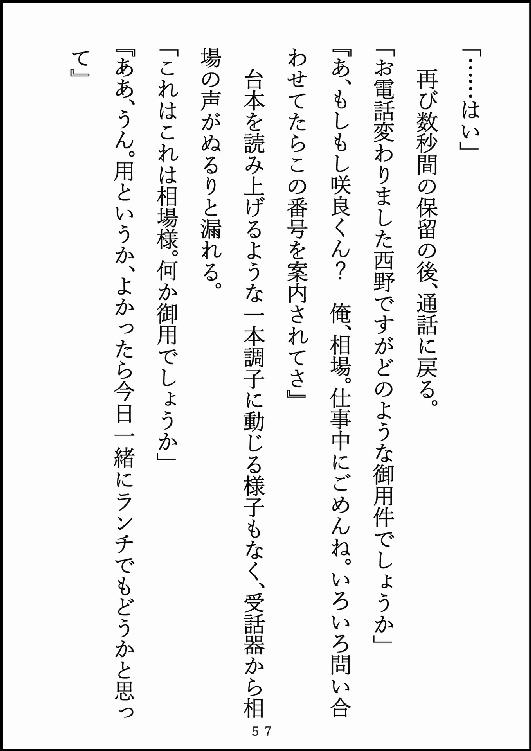 「……はい」
　再び数秒間の保留の後、通話に戻る。
「お電話変わりました西野ですがどのような御用件でしょうか」
『あ、もしもし咲良くん？　俺、相場。仕事中にごめんね。いろいろ問い合
わせてたらこの番号を案内されてさ』
　台本を読み上げるような一本調子に動じる様子もなく、受話器から相
場の声がぬるりと漏れる。
「これはこれは相場様。何か御用でしょうか」
『ああ、うん。用というか、よかったら今日一緒にランチでもどうかと思っ
て』
57